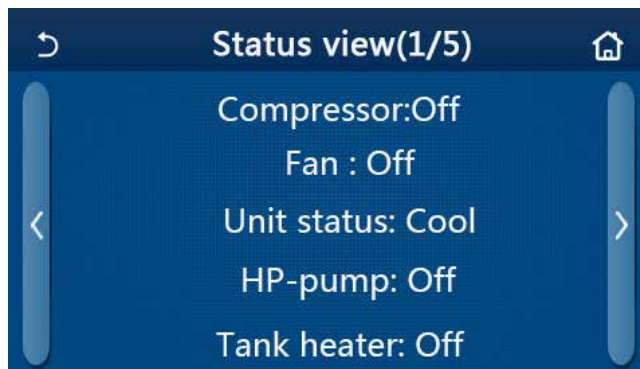 Status view(1/5)
Compressor:Off
Fan : Off
Unit status: Cool
HP-pump: Off
Tank heater: Off